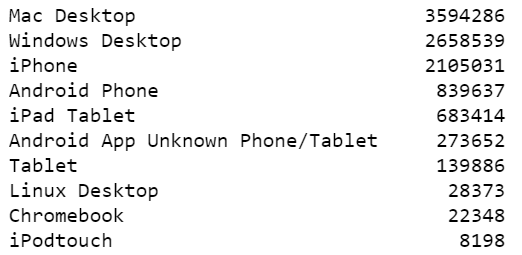 Mac Desktop 3594286
Windows Desktop 2658539
iPhone 2105031
Android Phone 839637
iPad Tablet 683414
Android App Unknown Phone/Tablet 273652
Tablet 139886
Linux Desktop 28373
Chromebook 22348
iPodtouch 8198